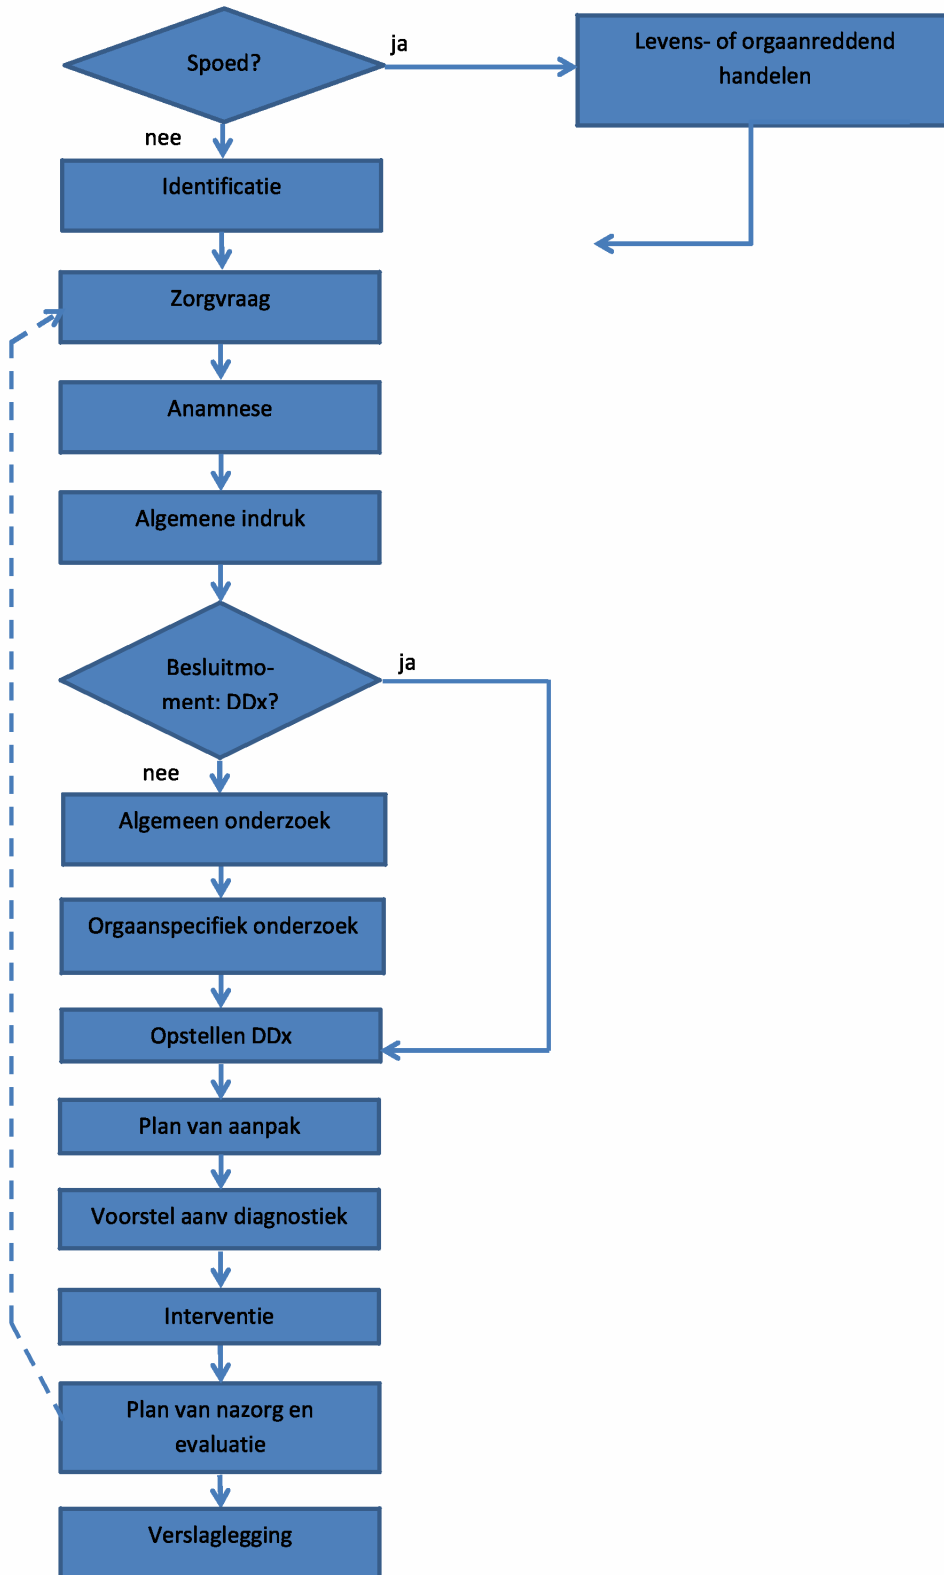 Spoed?
ja
Levens- of orgaanreddend
handelen
nee
Identificatie
Zorgvraag
Anamnese
Algemene indruk
Besluitmo-
ment: DDx?
ja
nee
Algemeen onderzoek
Orgaanspecifiek onderzoek
Opstellen DDx
Plan van aanpak
Voorstel aanv diagnostiek
Interventie
Plan van nazorg en
evaluatie
Verslaglegging